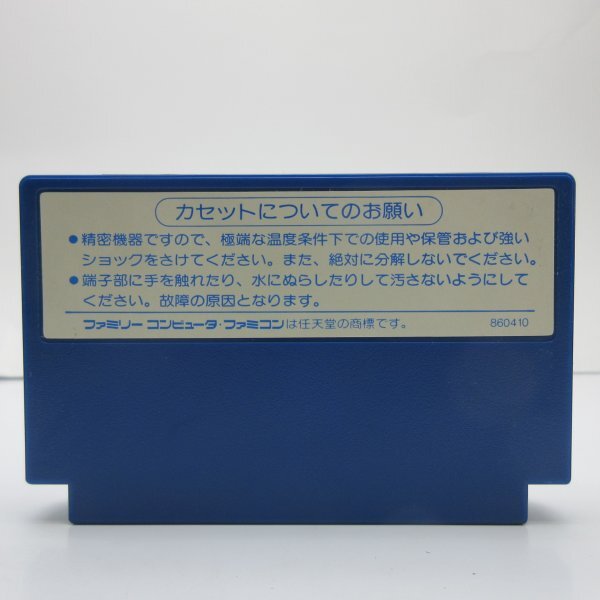 カセットについてのお願い
●精密機器ですので、極端な温度条件下での使用や保管および強い
ショックをさけてください。また、絶対に分解しないでください。
●端子部に手を触れたり、水にぬらしたりして汚さないようにして
ください。故障の原因となります。
ファミリー コンピュータ・ファミコンは任天堂の商標です。 860410